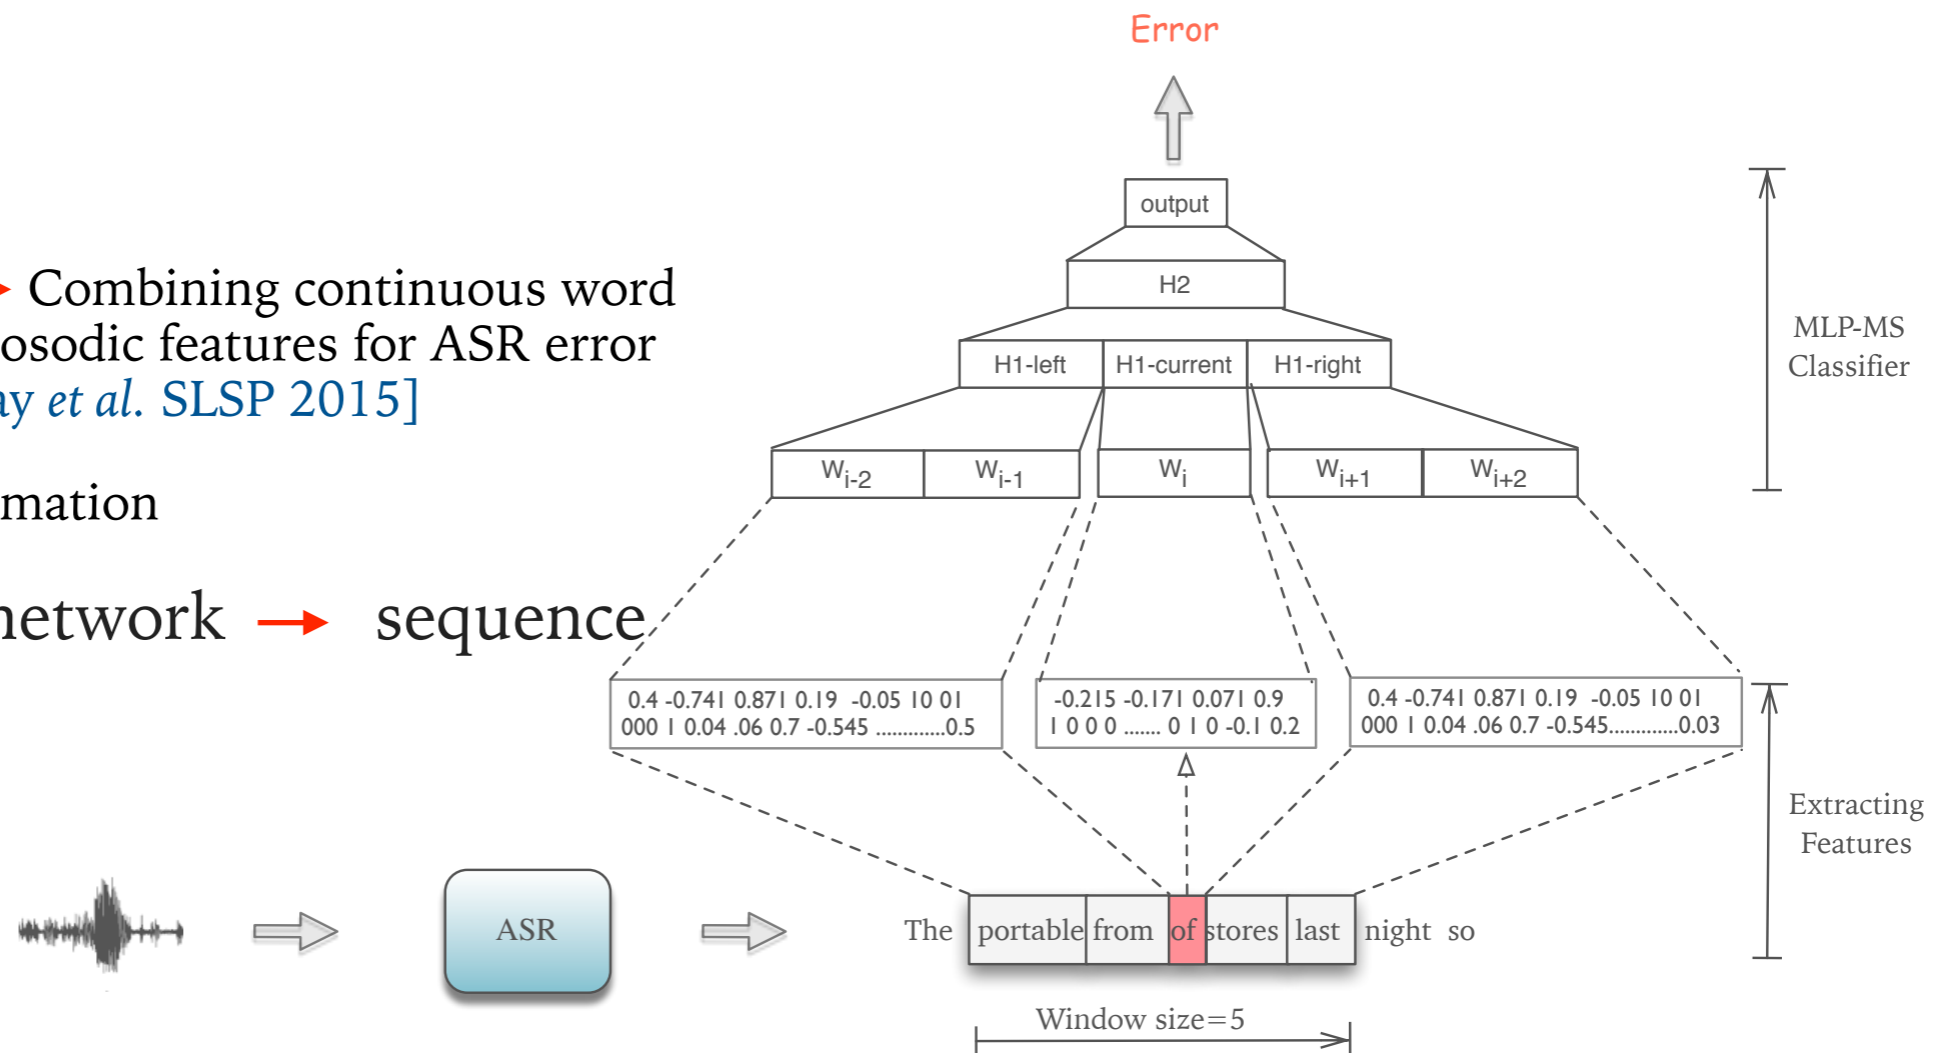 Error
output
H2
H1-left H1-current H1-right
Wi-2 Wi-1 Wi Wi+1 Wi+2
MLP-MS
Classifier
Combining continuous word
osodic features for ASR error
ay et al. SLSP 2015]
mation
network → sequence
0.4 -0.741 0.871 0.19 -0.05 10 01
000 1 0.04 .06 0.7 -0.545 .............0.5
-0.215 -0.171 0.071 0.9
1 0 0 0 ....... 0 1 0 -0.1 0.2
0.4 -0.741 0.871 0.19 -0.05 10 01
000 1 0.04 .06 0.7 -0.545.............0.03
Extracting
Features
ASR
The portable from of stores last night so
Window size=5